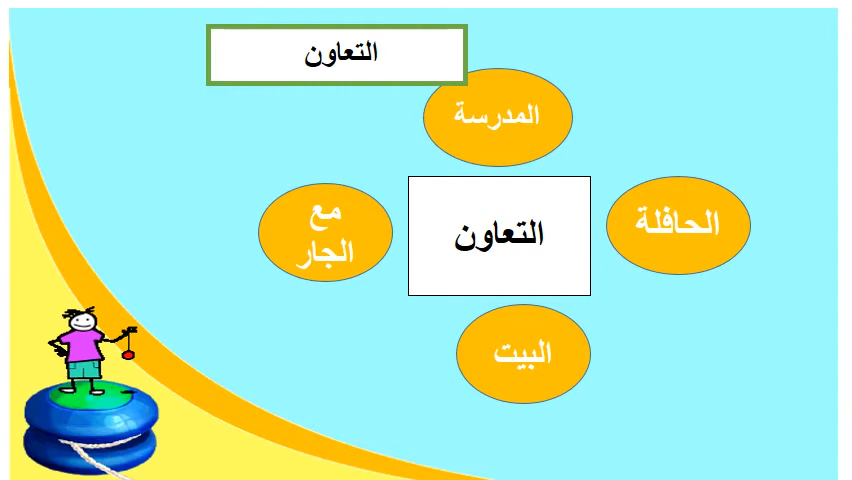 التعاون
المدرسة
الحافلة
التعاون
مع
الجار
البيت